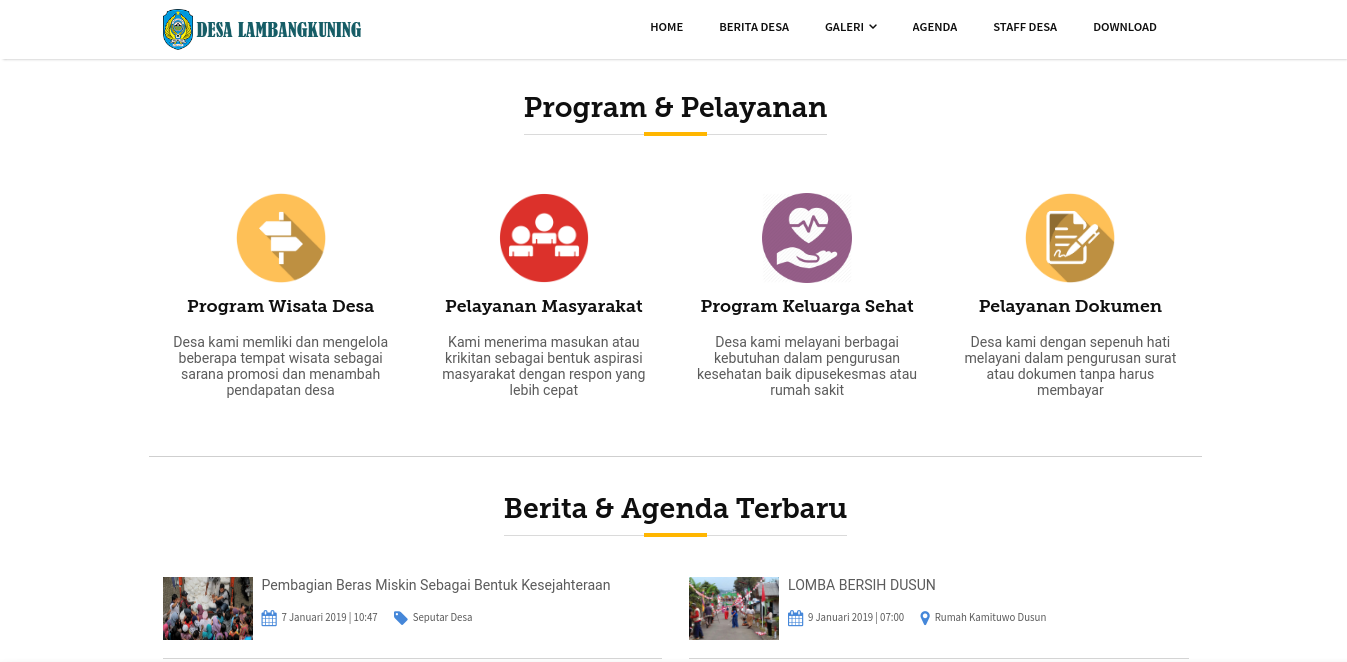 DESA LAMBANGKUNING
HOME
BERITA DESA
GALERI
AGENDA
STAFF DESA
DOWNLOAD
Program & Pelayanan
Program Wisata Desa
Desa kami memliki dan mengelola
beberapa tempat wisata sebagai
sarana promosi dan menambah
pendapatan desa
Pelayanan Masyarakat
Kami menerima masukan atau
krikitan sebagai bentuk aspirasi
masyarakat dengan respon yang
lebih cepat
Program Keluarga Sehat
Desa kami melayani berbagai
kebutuhan dalam pengurusan
kesehatan baik dipusekesmas atau
rumah sakit
Pelayanan Dokumen
Desa kami dengan sepenuh hati
melayani dalam pengurusan surat
atau dokumen tanpa harus
membayar
Berita & Agenda Terbaru
Pembagian Beras Miskin Sebagai Bentuk Kesejahteraan
7 Januari 2019 | 10:47
Seputar Desa
LOMBA BERSIH DUSUN
9 Januari 2019 | 07:00
Rumah Kamituwo Dusun